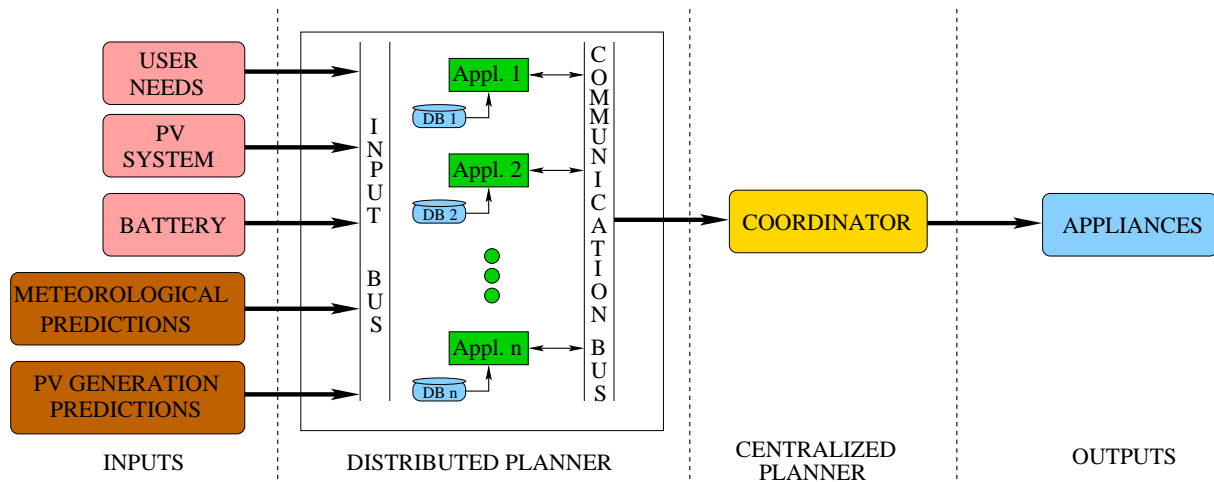 USER
NEEDS
PV
SYSTEM
BATTERY
METEOROLOGICAL
PREDICTIONS
PV GENERATION
PREDICTIONS
INPUTS
INPUT BUS
Appl. 1
DB 1
Appl. 2
DB 2
Appl. n
DB n
COMMUNICATION BUS
DISTRIBUTED PLANNER
COORDINATOR
CENTRALIZED
PLANNER
APPLIANCES
OUTPUTS